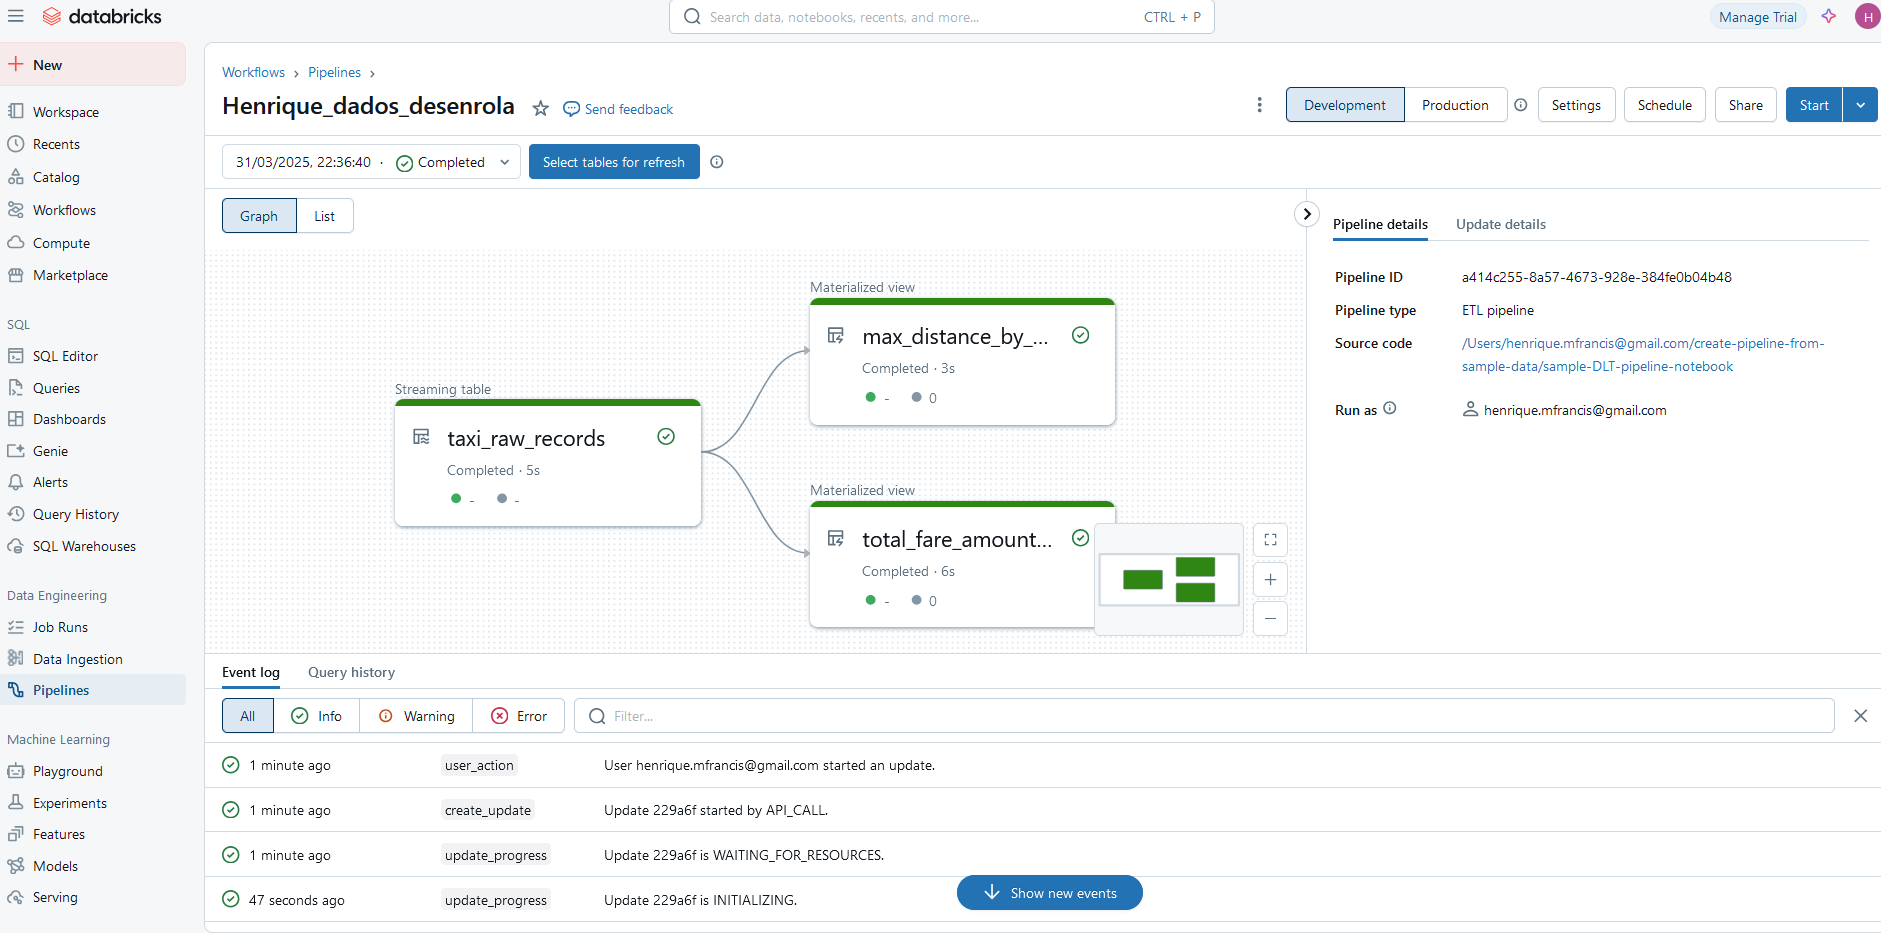 databricks
Search data, notebooks, recents, and more...
CTRL + P
Manage Trial
H
New
Workspace
Recents
Catalog
Workflows
Compute
Marketplace
SQL
SQL Editor
Queries
Dashboards
Genie
Alerts
Query History
SQL Warehouses
Data Engineering
Job Runs
Data Ingestion
Pipelines
Machine Learning
Playground
Experiments
Features
Models
Serving
Workflows > Pipelines >
Henrique_dados_desenrola
Send feedback
Development
Production
Settings
Schedule
Share
Start
31/03/2025, 22:36:40 · Completed
Select tables for refresh
Graph
List
Streaming table
taxi_raw_records
Completed · 5s
- -
Materialized view
max_distance_by_...
Completed · 3s
- 0
Materialized view
total_fare_amount...
Completed · 6s
- 0
Pipeline details
Update details
Pipeline ID
a414c255-8a57-4673-928e-384fe0b04b48
Pipeline type
ETL pipeline
Source code
/Users/henrique.mfrancis@gmail.com/create-pipeline-from-
sample-data/sample-DLT-pipeline-notebook
Run as
henrique.mfrancis@gmail.com
Event log
Query history
All
Info
Warning
Error
Filter...
1 minute ago user_action User henrique.mfrancis@gmail.com started an update.
1 minute ago create_update Update 229a6f started by API_CALL.
1 minute ago update_progress Update 229a6f is WAITING_FOR_RESOURCES.
47 seconds ago update_progress Update 229a6f is INITIALIZING.
Show new events